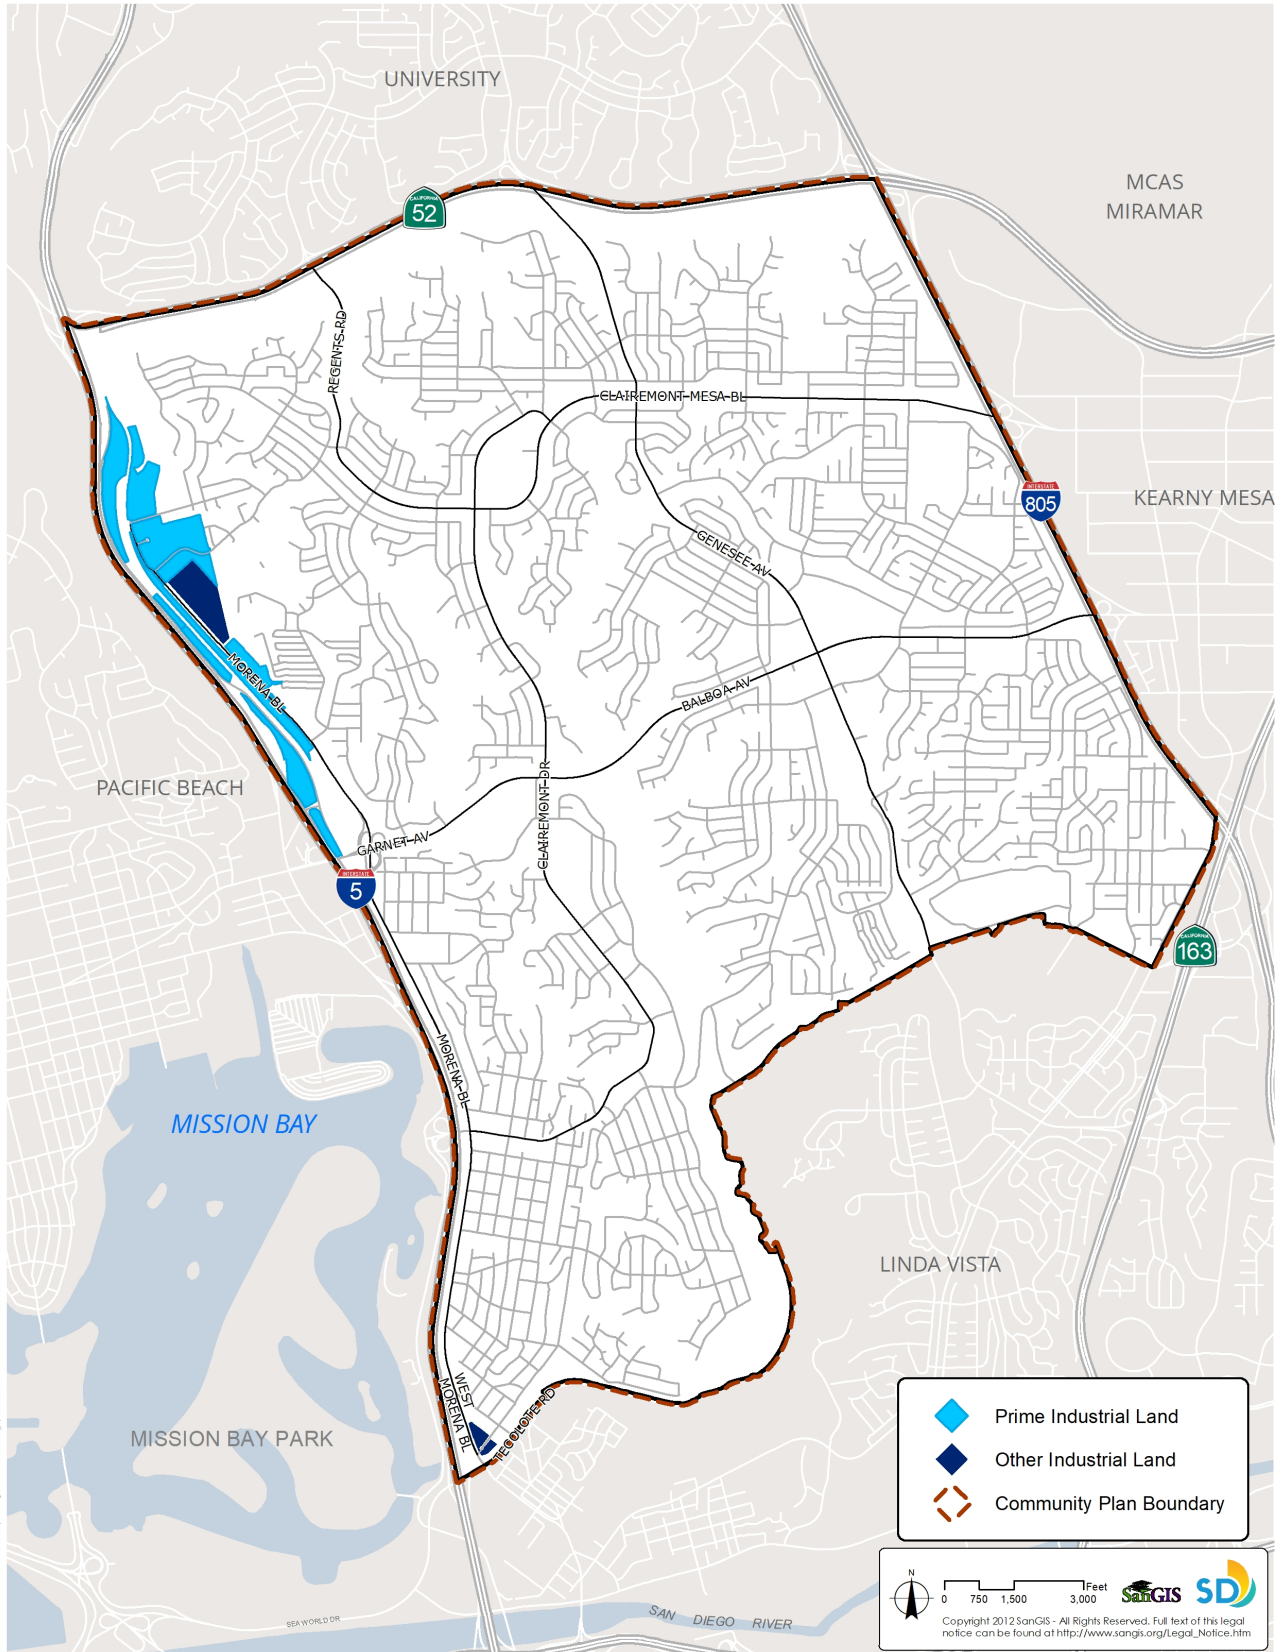 UNIVERSITY
MCAS
MIRAMAR
CALIFORNIA
52
REGENTS RD
CLAIREMONT MESA BL
INTERSTATE
805
KEARNY MESA
GENESEE AV
MORENA BL
BALBOA AV
PACIFIC BEACH
CLAIREMONT DR
GARNET AV
INTERSTATE
5
CALIFORNIA
163
MORENA BL
MISSION BAY
LINDA VISTA
WEST
MORENA BL
TECOLOTE RD
MISSION BAY PARK
Prime Industrial Land
Other Industrial Land
Community Plan Boundary
N
Feet
0 750 1,500 3,000
SanGIS
SD
Copyright 2012 SanGIS - All Rights Reserved. Full text of this legal
notice can be found at http://www.sangis.org/Legal_Notice.htm
SEA WORLD DR
SAN DIEGO RIVER